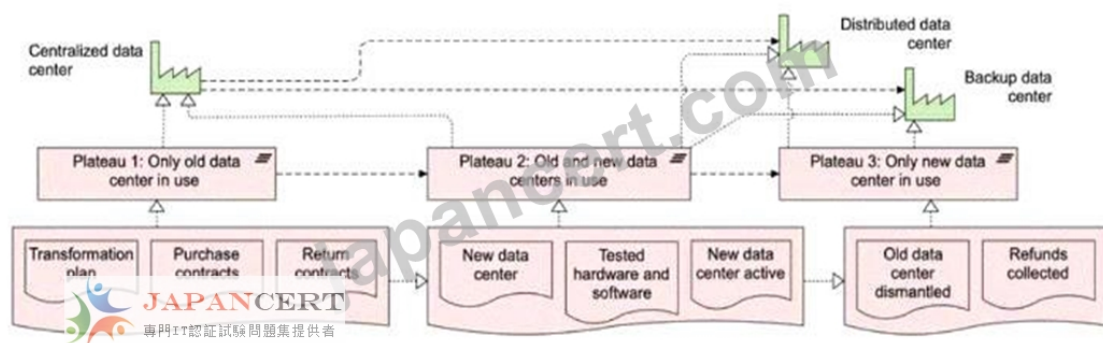 Centralized data
center
Distributed data
center
Backup data
center
Plateau 1: Only old data
center in use
Plateau 2: Old and new data
centers in use
Plateau 3: Only new data
center in use
Transformation
plan
Purchase
contracts
Return
contracts
New data
center
Tested
hardware and
software
New data
center active
Old data
center
dismantled
Refunds
collected
japancert.com
JAPANCERT
専門IT認証試験問題集提供者